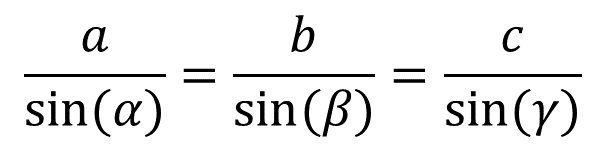 a/sin(α) = b/sin(β) = c/sin(γ)